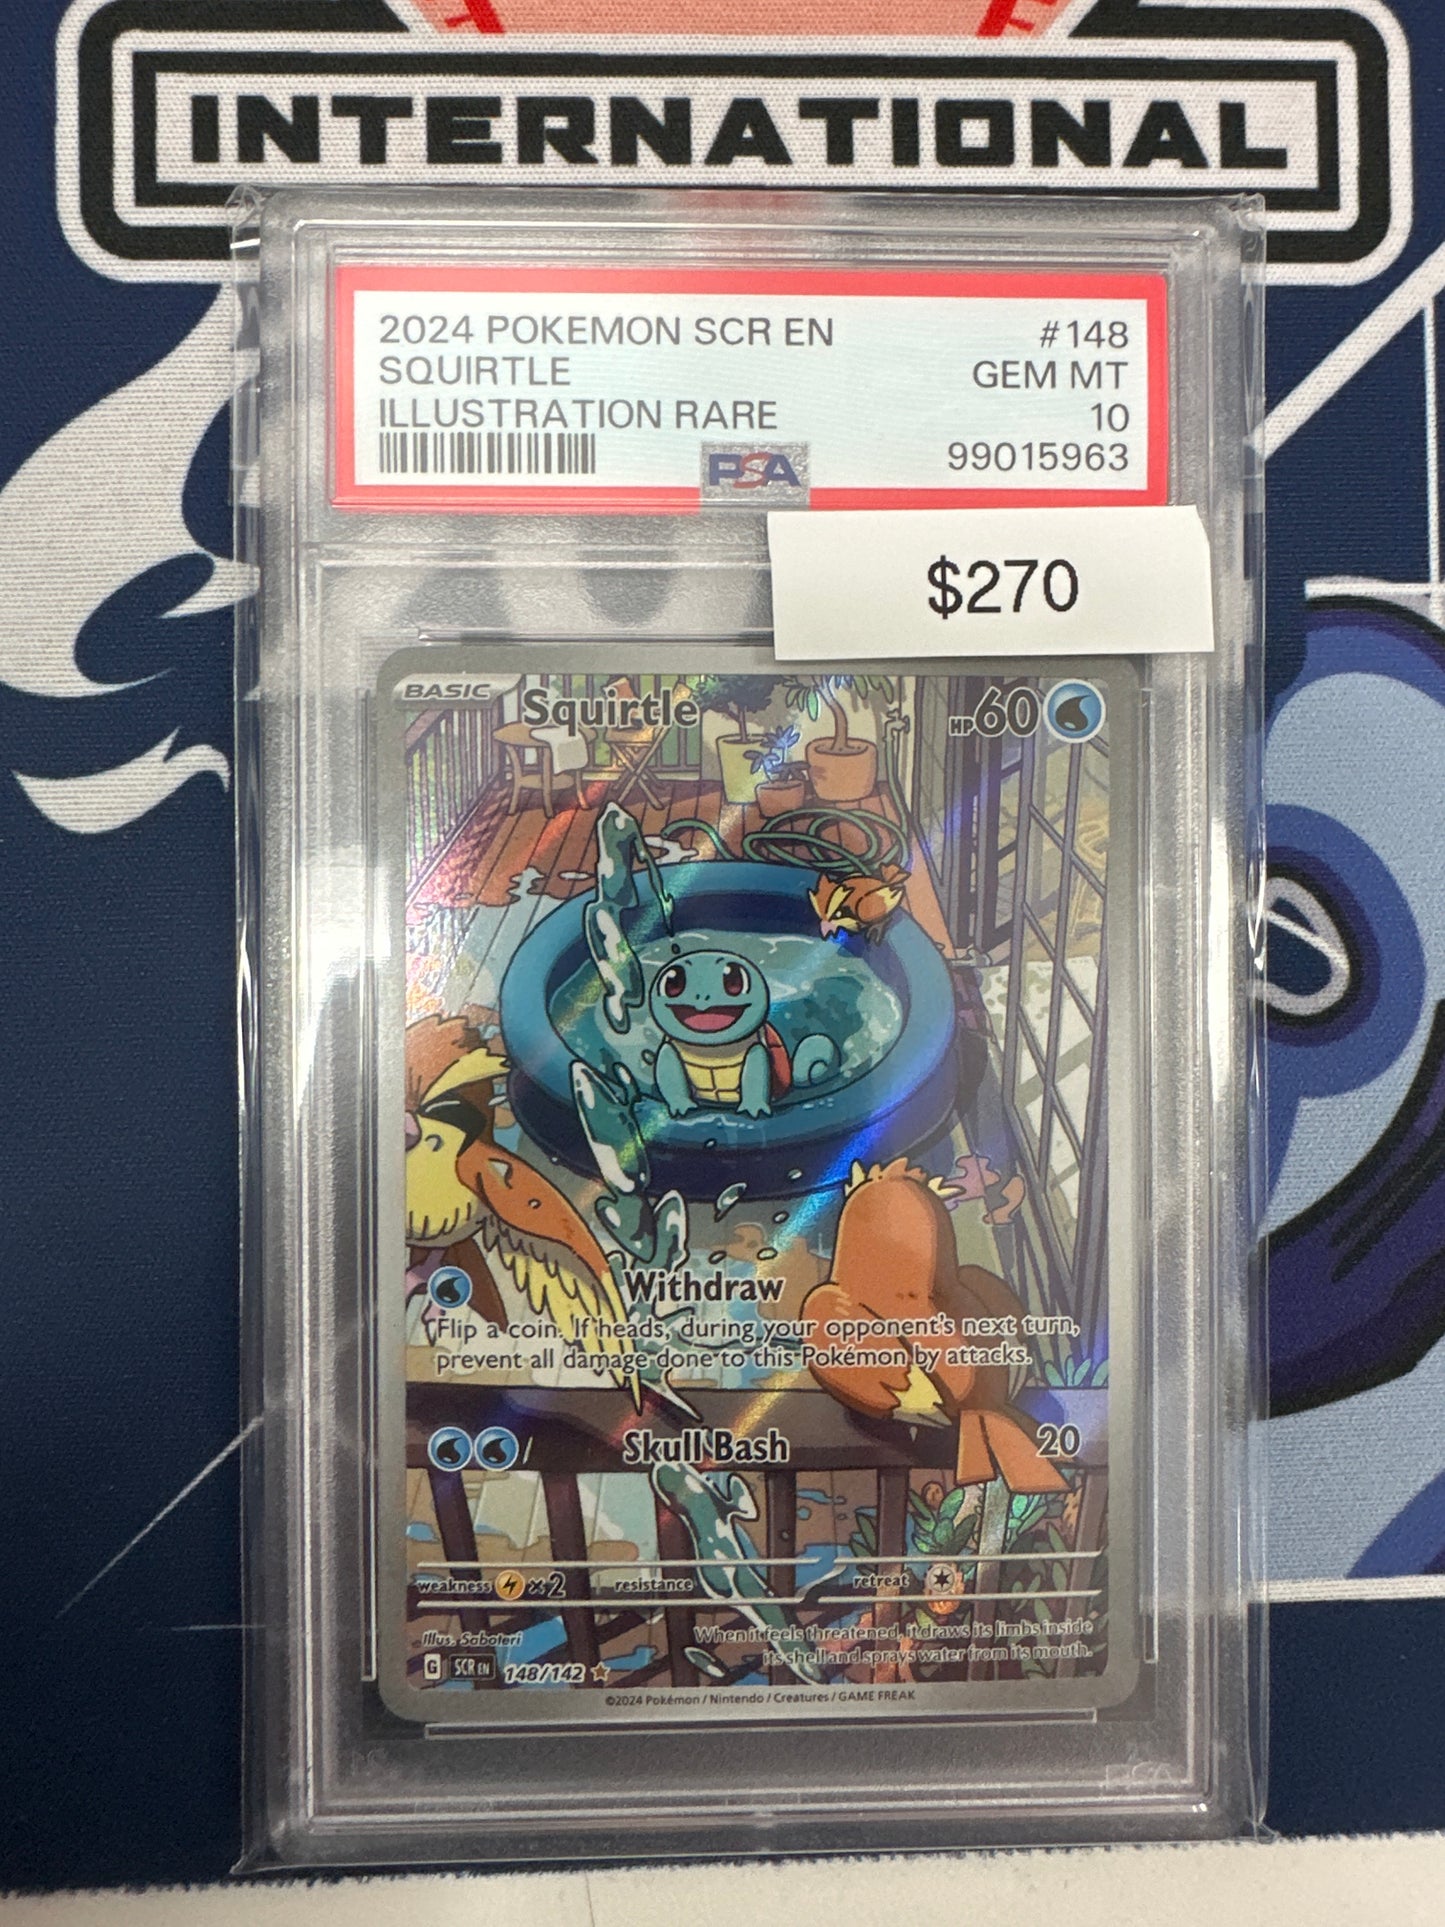 INTERNATIONAL
2024 POKEMON SCR EN #148
SQUIRTLE GEM MT
ILLUSTRATION RARE 10
PSA 99015963
$270
BASIC Squirtle HP60
Withdraw
Flip a coin. If heads, during your opponent's next turn,
prevent all damage done to this Pokémon by attacks.
Skull Bash 20
weakness ×2 resistance retreat
Illus. Saboteri When it feels threatened, it draws its limbs inside
its shell and sprays water from its mouth.
G SCR EN 148/142
©2024 Pokémon / Nintendo / Creatures / GAME FREAK
PSA